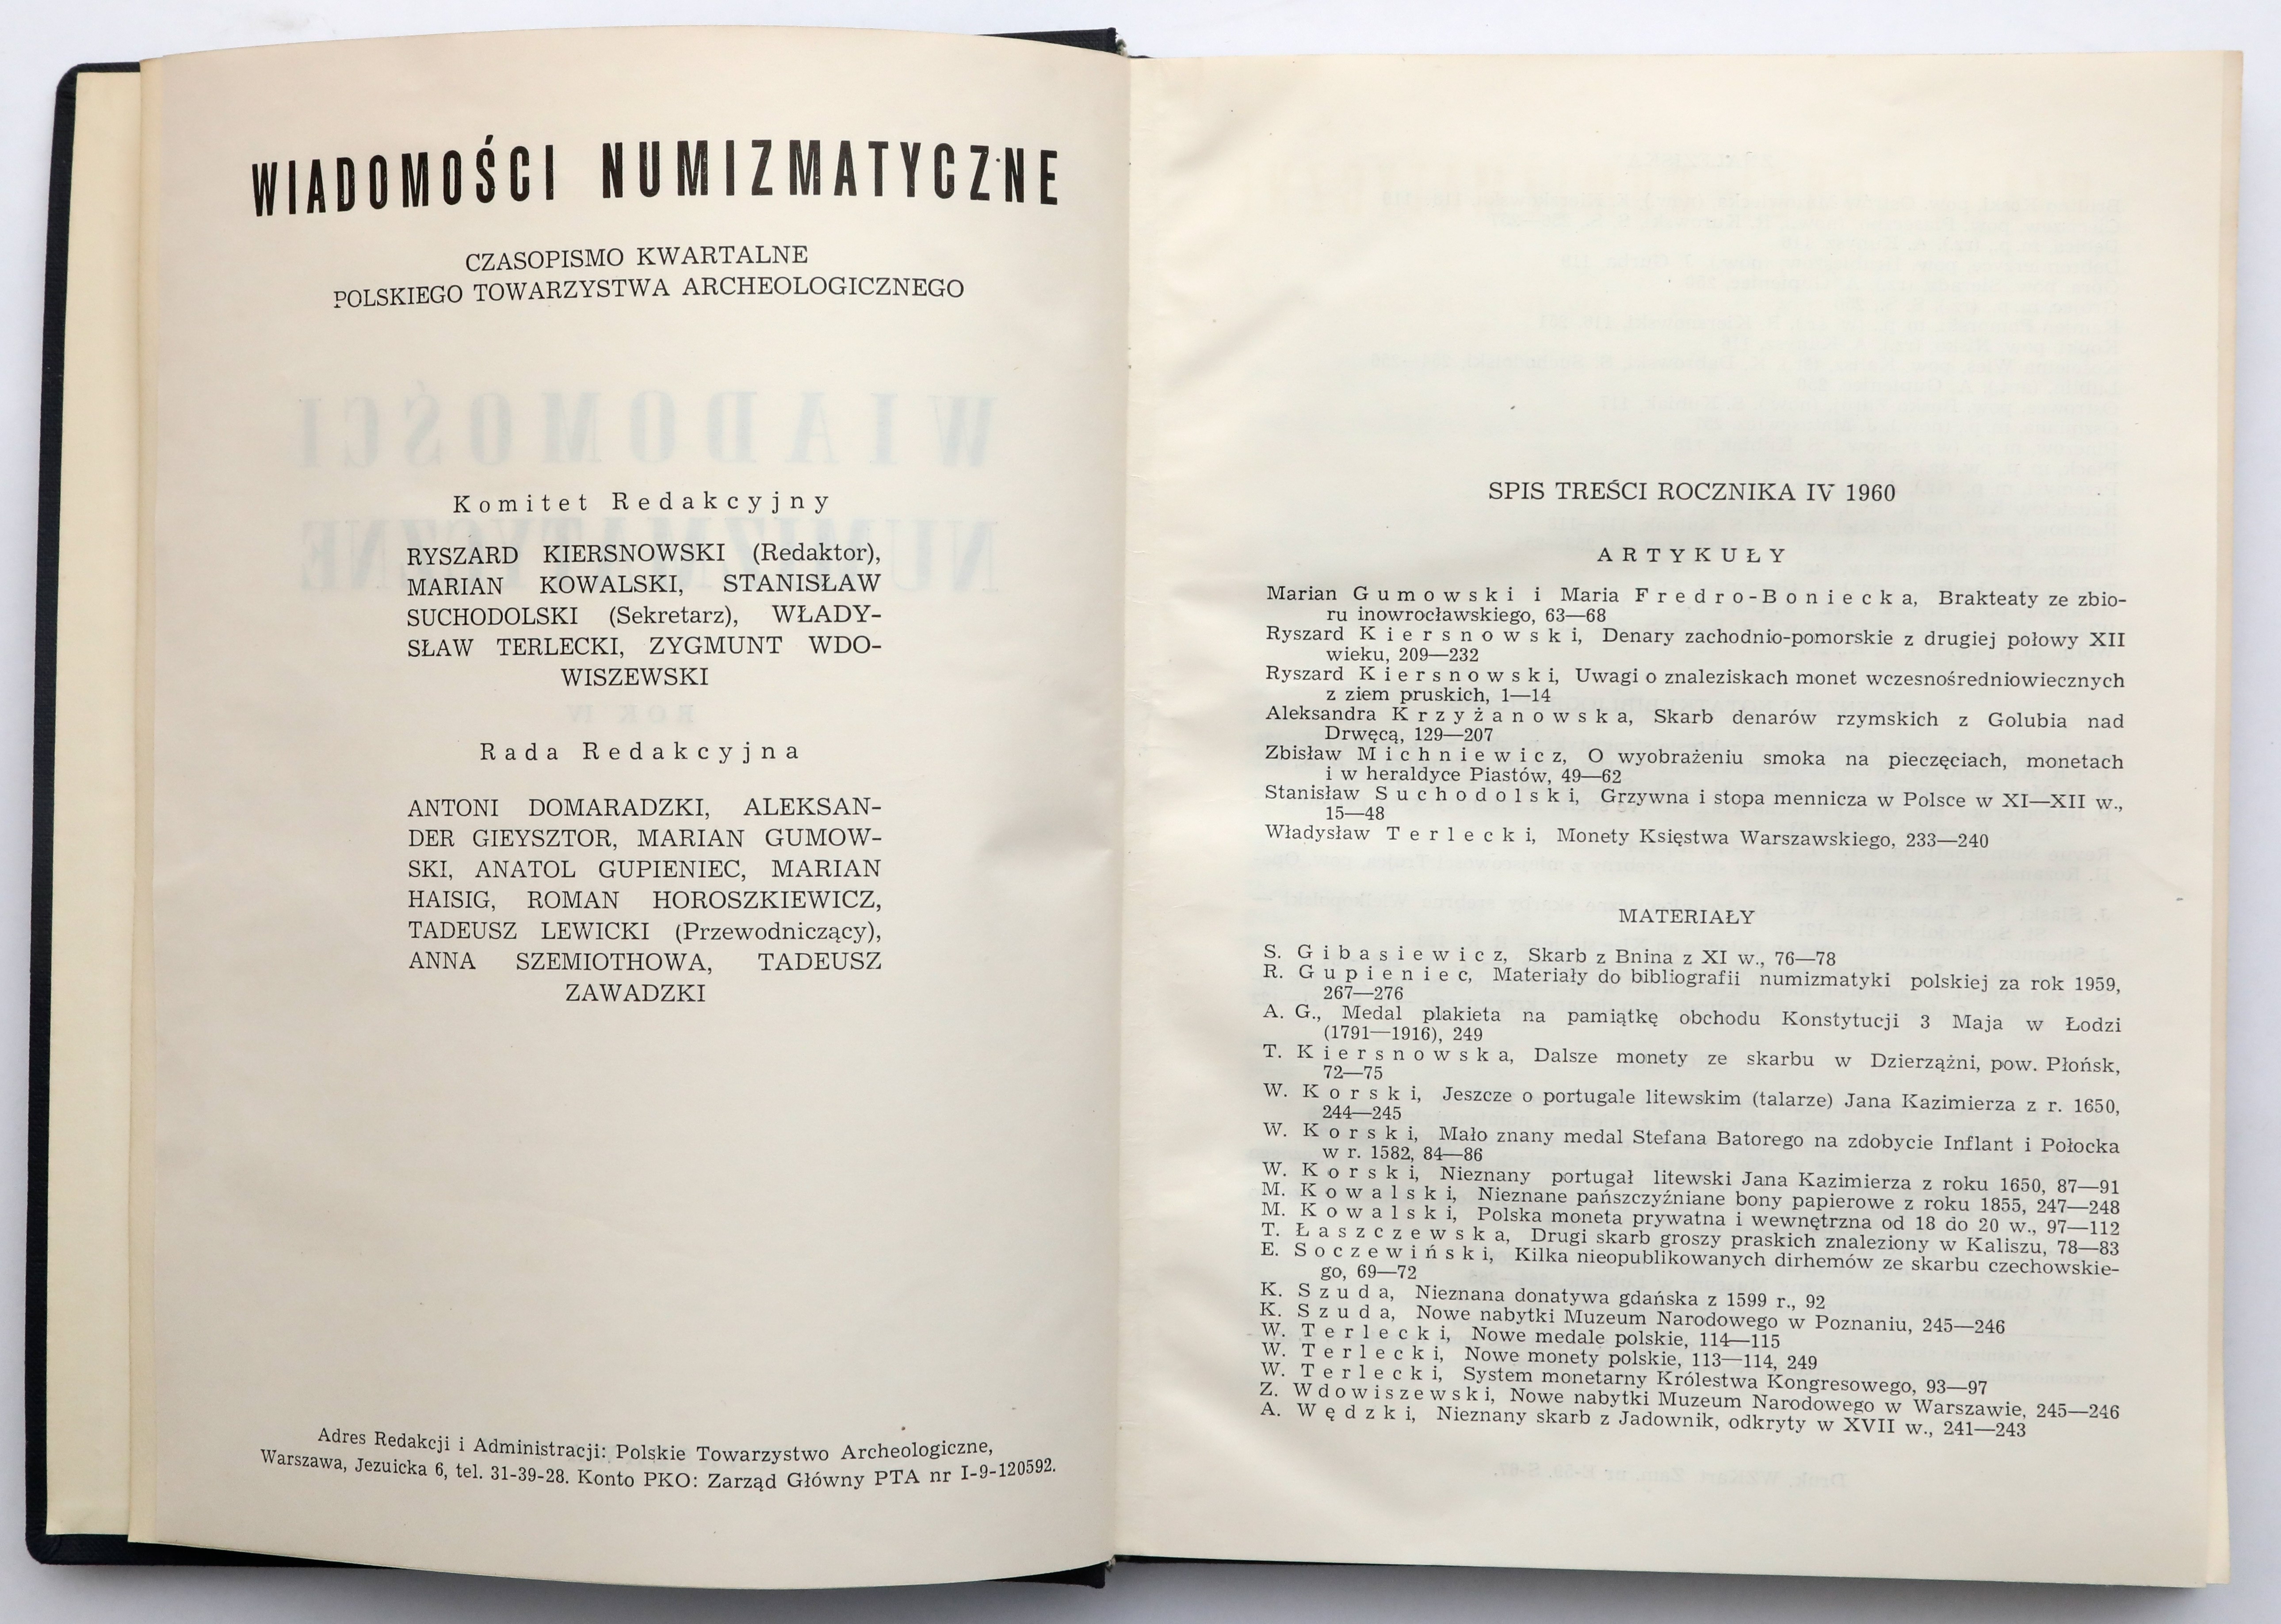 WIADOMOŚCI NUMIZMATYCZNE
CZASOPISMO KWARTALNE
POLSKIEGO TOWARZYSTWA ARCHEOLOGICZNEGO
Komitet Redakcyjny
RYSZARD KIERSNOWSKI (Redaktor),
MARIAN KOWALSKI, STANISŁAW
SUCHODOLSKI (Sekretarz), WŁADY-
SŁAW TERLECKI, ZYGMUNT WDO-
WISZEWSKI
Rada Redakcyjna
ANTONI DOMARADZKI, ALEKSAN-
DER GIEYSZTOR, MARIAN GUMOW-
SKI, ANATOL GUPIENIEC, MARIAN
HAISIG, ROMAN HOROSZKIEWICZ,
TADEUSZ LEWICKI (Przewodniczący),
ANNA SZEMIOTHOWA, TADEUSZ
ZAWADZKI
Adres Redakcji i Administracji: Polskie Towarzystwo Archeologiczne,
Warszawa, Jezuicka 6, tel. 31-39-28. Konto PKO: Zarząd Główny PTA nr I-9-120592.
SPIS TREŚCI ROCZNIKA IV 1960
ARTYKUŁY
Marian Gumowski i Maria Fredro-Boniecka, Brakteaty ze zbio-
ru inowrocławskiego, 63—68
Ryszard Kiersnowski, Denary zachodnio-pomorskie z drugiej połowy XII
wieku, 209—232
Ryszard Kiersnowski, Uwagi o znaleziskach monet wczesnośredniowiecznych
z ziem pruskich, 1—14
Aleksandra Krzyżanowska, Skarb denarów rzymskich z Golubia nad
Drwęcą, 129—207
Zbisław Michniewicz, O wyobrażeniu smoka na pieczęciach, monetach
i w heraldyce Piastów, 49—62
Stanisław Suchodolski, Grzywna i stopa mennicza w Polsce w XI—XII w.,
15—48
Władysław Terlecki, Monety Księstwa Warszawskiego, 233—240
MATERIAŁY
S. Gibasiewicz, Skarb z Bnina z XI w., 76—78
R. Gupieniec, Materiały do bibliografii numizmatyki polskiej za rok 1959,
267—276
A. G., Medal plakieta na pamiątkę obchodu Konstytucji 3 Maja w Łodzi
(1791—1916), 249
T. Kiersnowska, Dalsze monety ze skarbu w Dzierzążni, pow. Płońsk,
72—75
W. Korski, Jeszcze o portugale litewskim (talarze) Jana Kazimierza z r. 1650,
244—245
W. Korski, Mało znany medal Stefana Batorego na zdobycie Inflant i Połocka
w r. 1582, 84—86
W. Korski, Nieznany portugał litewski Jana Kazimierza z roku 1650, 87—91
M. Kowalski, Nieznane pańszczyźniane bony papierowe z roku 1855, 247—248
M. Kowalski, Polska moneta prywatna i wewnętrzna od 18 do 20 w., 97—112
T. Łaszczewska, Drugi skarb groszy praskich znaleziony w Kaliszu, 78—83
E. Soczewiński, Kilka nieopublikowanych dirhemów ze skarbu czechowskie-
go, 69—72
K. Szuda, Nieznana donatywa gdańska z 1599 r., 92
K. Szuda, Nowe nabytki Muzeum Narodowego w Poznaniu, 245—246
W. Terlecki, Nowe medale polskie, 114—115
W. Terlecki, Nowe monety polskie, 113—114, 249
W. Terlecki, System monetarny Królestwa Kongresowego, 93—97
Z. Wdowiszewski, Nowe nabytki Muzeum Narodowego w Warszawie, 245—246
A. Wędzki, Nieznany skarb z Jadownik, odkryty w XVII w., 241—243